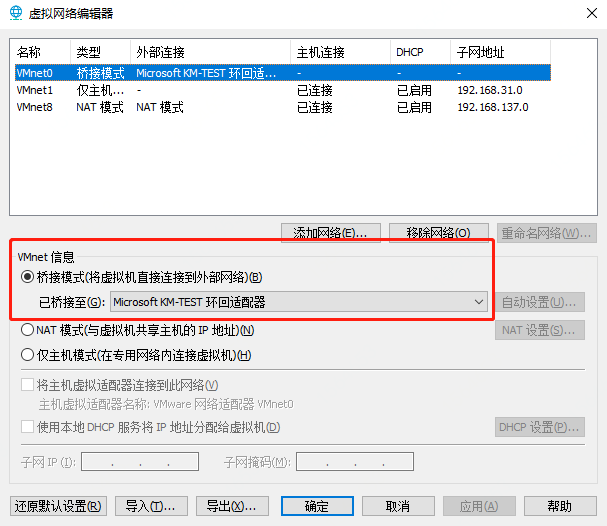 虚拟网络编辑器
名称 类型 外部连接 主机连接 DHCP 子网地址
VMnet0 桥接模式 Microsoft KM-TEST 环回适... - - -
VMnet1 仅主机... - 已连接 已启用 192.168.31.0
VMnet8 NAT 模式 NAT 模式 已连接 已启用 192.168.137.0
添加网络(E)... 移除网络(O) 重命名网络(W)...
VMnet 信息
桥接模式(将虚拟机直接连接到外部网络)(B)
已桥接至(G): Microsoft KM-TEST 环回适配器 自动设置(U)...
NAT 模式(与虚拟机共享主机的 IP 地址)(N) NAT 设置(S)...
仅主机模式(在专用网络内连接虚拟机)(H)
将主机虚拟适配器连接到此网络(V)
主机虚拟适配器名称: VMware 网络适配器 VMnet0
使用本地 DHCP 服务将 IP 地址分配给虚拟机(D) DHCP 设置(P)...
子网 IP (I): . . . 子网掩码(M): . . .
还原默认设置(R) 导入(T)... 导出(X)... 确定 取消 应用(A) 帮助